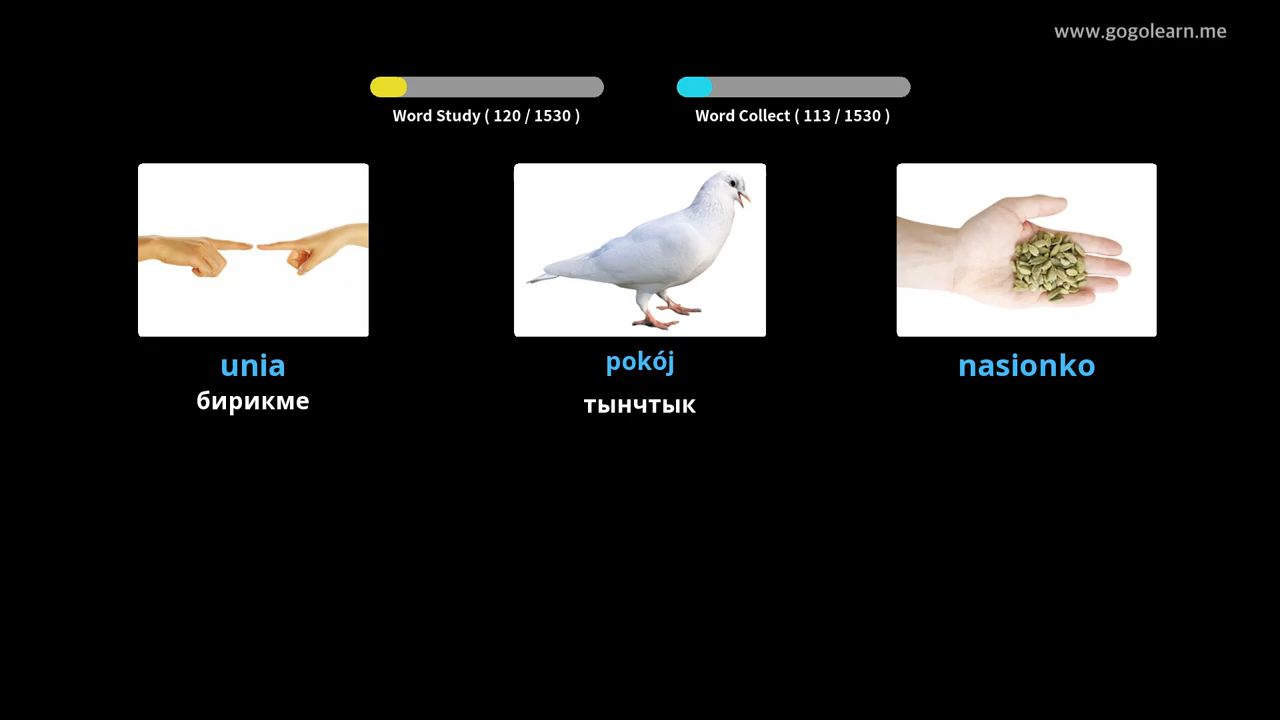 www.gogolearn.me
Word Study ( 120 / 1530 )
Word Collect ( 113 / 1530 )
unia
бирикме
pokój
тынчтык
nasionko